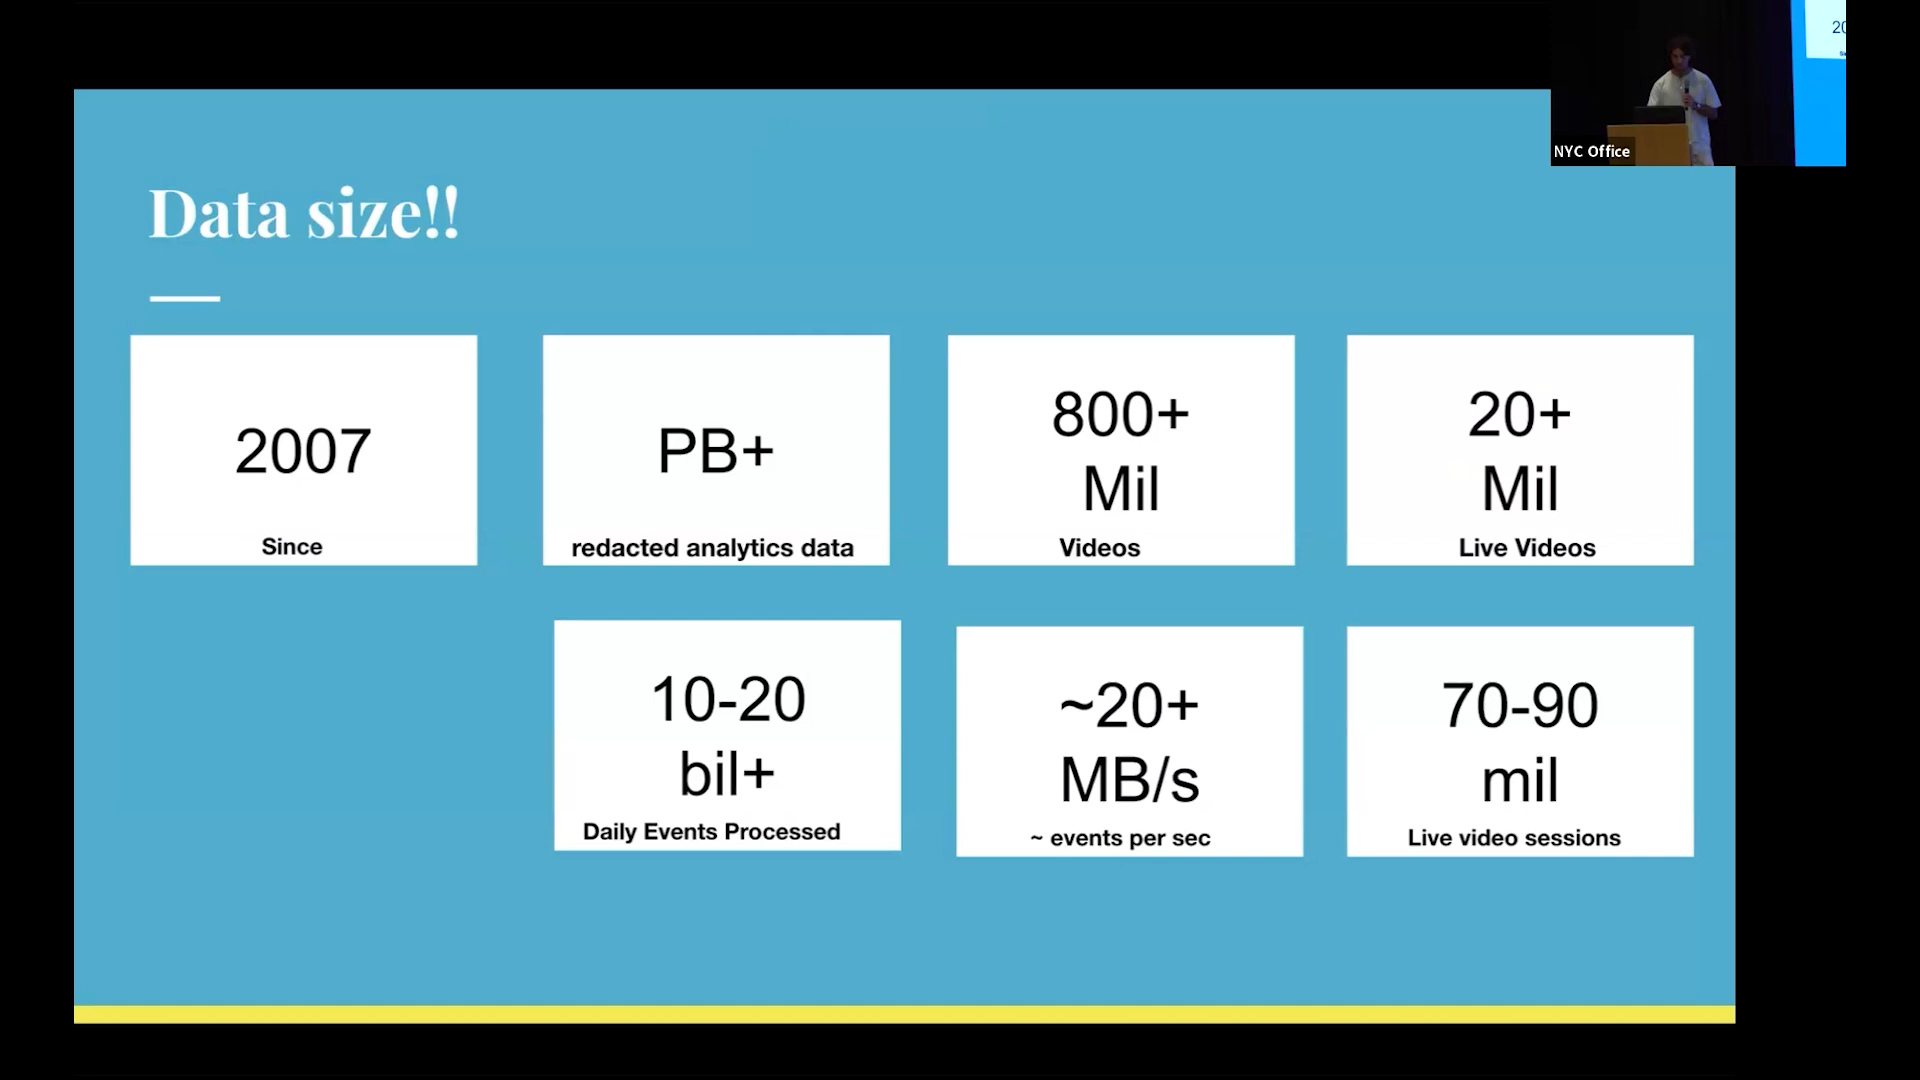 NYC Office
Data size!!
2007
Since
PB+
redacted analytics data
800+
Mil
Videos
20+
Mil
Live Videos
10-20
bil+
Daily Events Processed
~20+
MB/s
~ events per sec
70-90
mil
Live video sessions